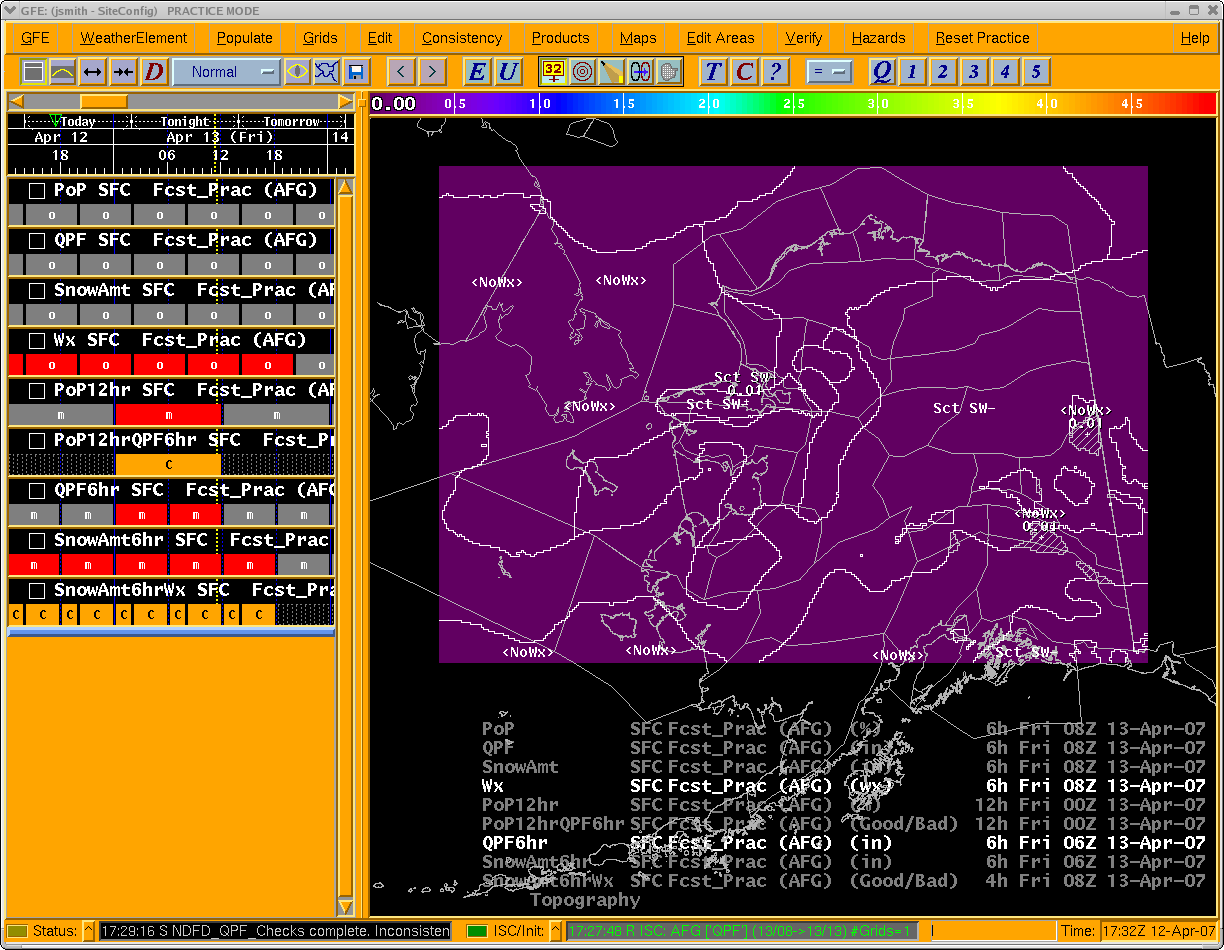 GFE: (jsmith - SiteConfig) PRACTICE MODE
GFE WeatherElement Populate Grids Edit Consistency Products Maps Edit Areas Verify Hazards Reset Practice Help
D Normal < > E U 32 T C ? = Q 1 2 3 4 5
0.00 0.5 1.0 1.5 2.0 2.5 3.0 3.5 4.0 4.5
Today Tonight Tomorrow
Apr 12 Apr 13 (Fri) 14
18 06 12 18
PoP SFC Fcst_Prac (AFG)
0 0 0 0 0 0
QPF SFC Fcst_Prac (AFG)
0 0 0 0 0 0
SnowAmt SFC Fcst_Prac (AF
0 0 0 0 0 0
Wx SFC Fcst_Prac (AFG)
0 0 0 0 0 0
PoP12hr SFC Fcst_Prac (AF
m m m
PoP12hrQPF6hr SFC Fcst_Pr
C
QPF6hr SFC Fcst_Prac (AFG
m m m m m m
SnowAmt6hr SFC Fcst_Prac
m m m m m m
SnowAmt6hrWx SFC Fcst_Pra
C C C C C C C C C C
<NoWx> <NoWx>
Sct SW-
0.01
<NoWx> Sct SW- Sct SW- <NoWx>
0.01
<NoWx>
0.01
<NoWx> <NoWx> <NoWx> Sct SW-
PoP SFC Fcst_Prac (AFG) (%) 6h Fri 08Z 13-Apr-07
QPF SFC Fcst_Prac (AFG) (in) 6h Fri 08Z 13-Apr-07
SnowAmt SFC Fcst_Prac (AFG) (in) 6h Fri 08Z 13-Apr-07
Wx SFC Fcst_Prac (AFG) (wx) 6h Fri 08Z 13-Apr-07
PoP12hr SFC Fcst_Prac (AFG) (%) 12h Fri 00Z 13-Apr-07
PoP12hrQPF6hr SFC Fcst_Prac (AFG) (Good/Bad) 12h Fri 00Z 13-Apr-07
QPF6hr SFC Fcst_Prac (AFG) (in) 6h Fri 06Z 13-Apr-07
SnowAmt6hr SFC Fcst_Prac (AFG) (in) 6h Fri 06Z 13-Apr-07
SnowAmt6hrWx SFC Fcst_Prac (AFG) (Good/Bad) 4h Fri 08Z 13-Apr-07
Topography
Status: 17:29:16 S NDFD_QPF_Checks complete. Inconsisten ISC/Init: 17:27:48 R ISC: AFG ['QPF'] (13/08->13/13) #Grids=1 Time: 17:32Z 12-Apr-07